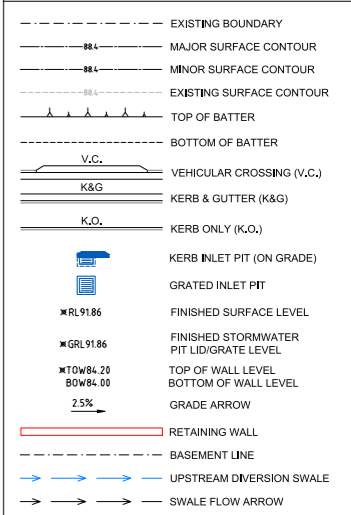 EXISTING BOUNDARY
88.4 MAJOR SURFACE CONTOUR
88.4 MINOR SURFACE CONTOUR
88.4 EXISTING SURFACE CONTOUR
TOP OF BATTER
BOTTOM OF BATTER
V.C. VEHICULAR CROSSING (V.C.)
K&G KERB & GUTTER (K&G)
K.O. KERB ONLY (K.O.)
KERB INLET PIT (ON GRADE)
GRATED INLET PIT
RL91.86 FINISHED SURFACE LEVEL
GRL91.86 FINISHED STORMWATER
PIT LID/GRATE LEVEL
TOW84.20 TOP OF WALL LEVEL
BOW84.00 BOTTOM OF WALL LEVEL
2.5% GRADE ARROW
RETAINING WALL
BASEMENT LINE
UPSTREAM DIVERSION SWALE
SWALE FLOW ARROW